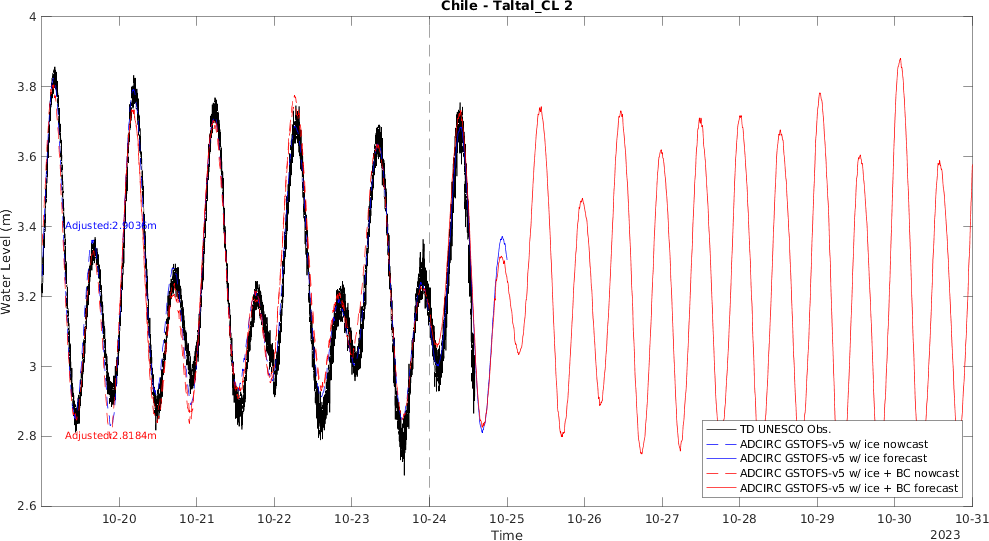 Chile - Taltal_CL 2
4
3.8
3.6
3.4
3.2
3
2.8
2.6
Water Level (m)
Adjusted:2.9036m
Adjusted:2.8184m
TD UNESCO Obs.
ADCIRC GSTOFS-v5 w/ ice nowcast
ADCIRC GSTOFS-v5 w/ ice forecast
ADCIRC GSTOFS-v5 w/ ice + BC nowcast
ADCIRC GSTOFS-v5 w/ ice + BC forecast
10-20 10-21 10-22 10-23 10-24 10-25 10-26 10-27 10-28 10-29 10-30 10-31
Time
2023